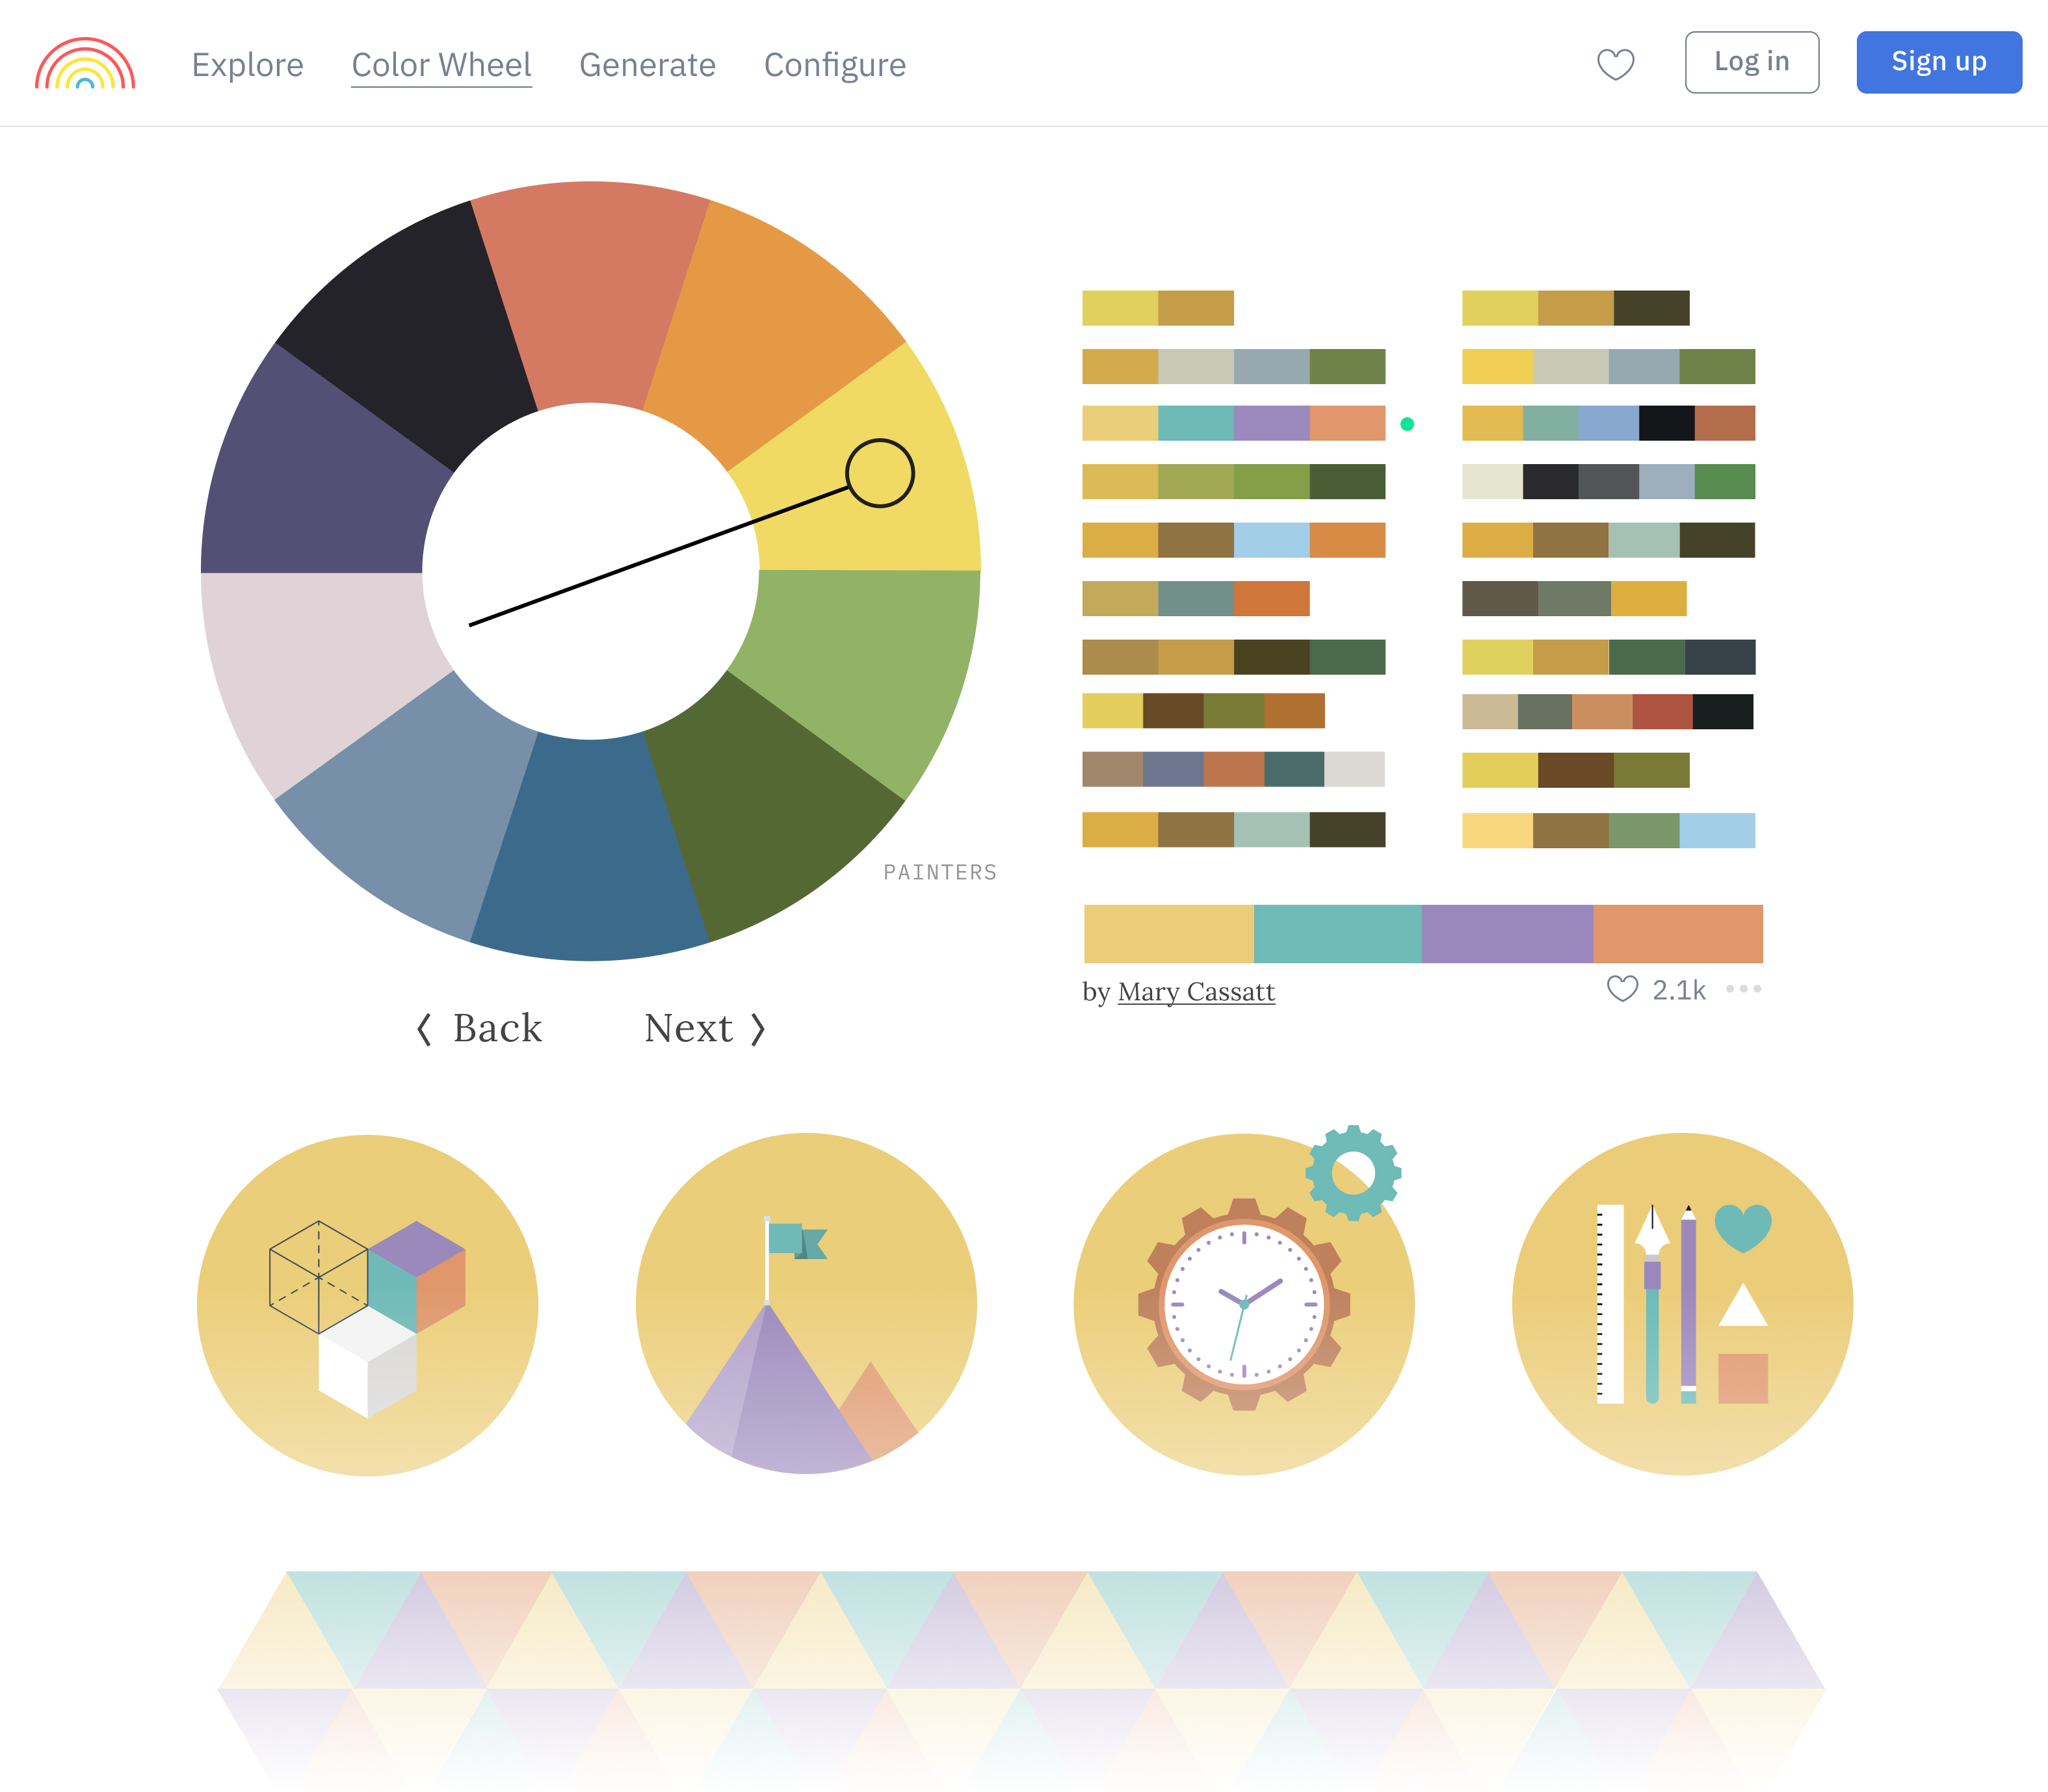 Explore Color Wheel Generate Configure Log in Sign up
PAINTERS
by Mary Cassatt 2.1k
Back Next